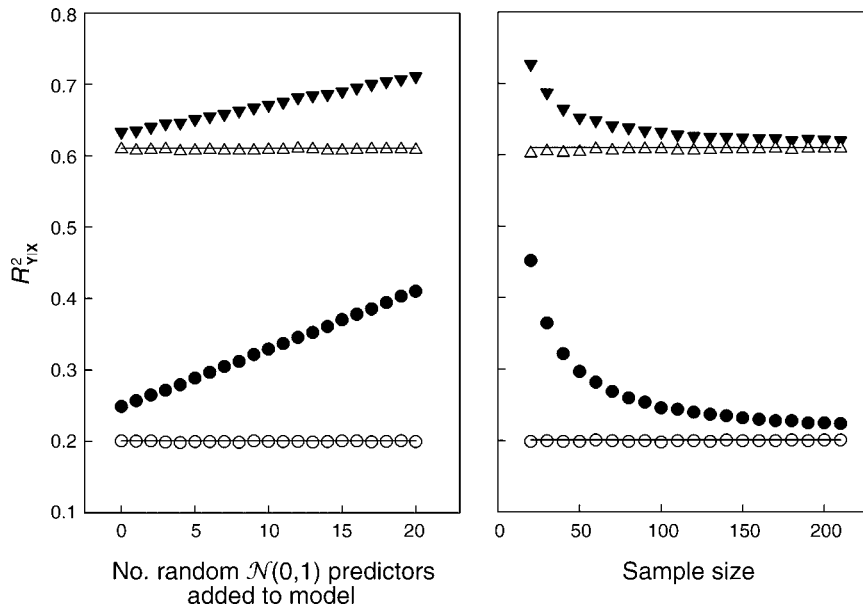 0.8
0.7
0.6
0.5
0.4
0.3
0.2
0.1
R²Y|X
0 5 10 15 20
0 50 100 150 200
No. random 𝒩(0,1) predictors
added to model
Sample size